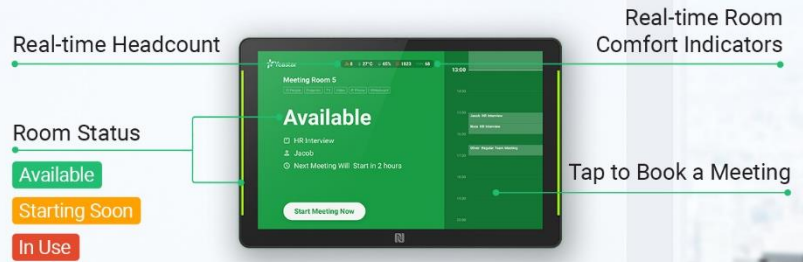 Real-time Headcount
Real-time Room
Comfort Indicators
Room Status
Available
Starting Soon
In Use
Tap to Book a Meeting
27°C
13:00
Meeting Room 5
Available
HR Interview
Jacob
Next Meeting Will Start in 2 hours
Start Meeting Now